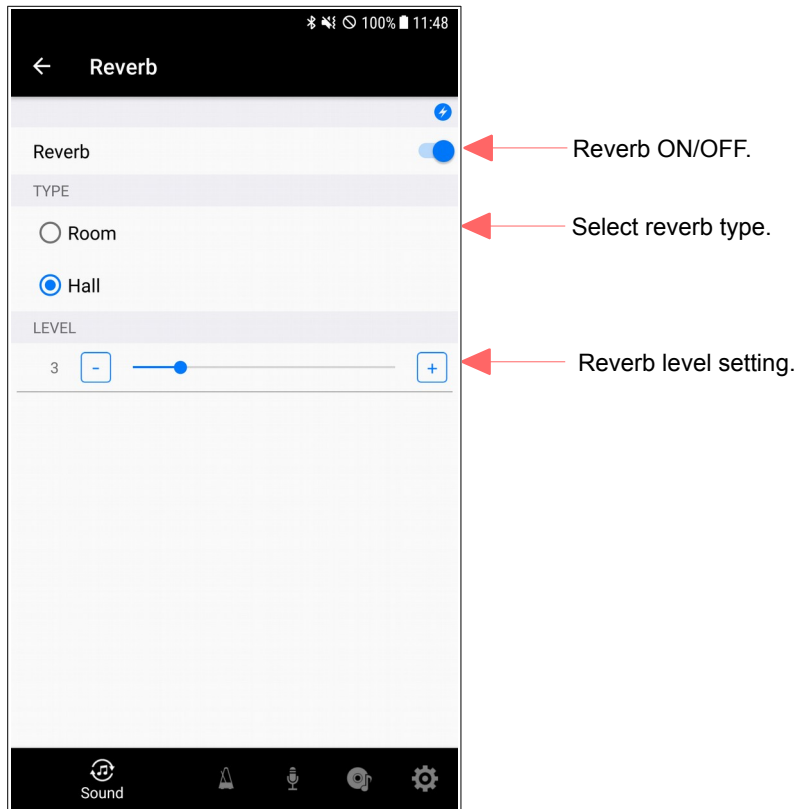 100% 11:48
Reverb
Reverb
Reverb ON/OFF.
TYPE
Room
Select reverb type.
Hall
LEVEL
3 - +
Reverb level setting.
Sound